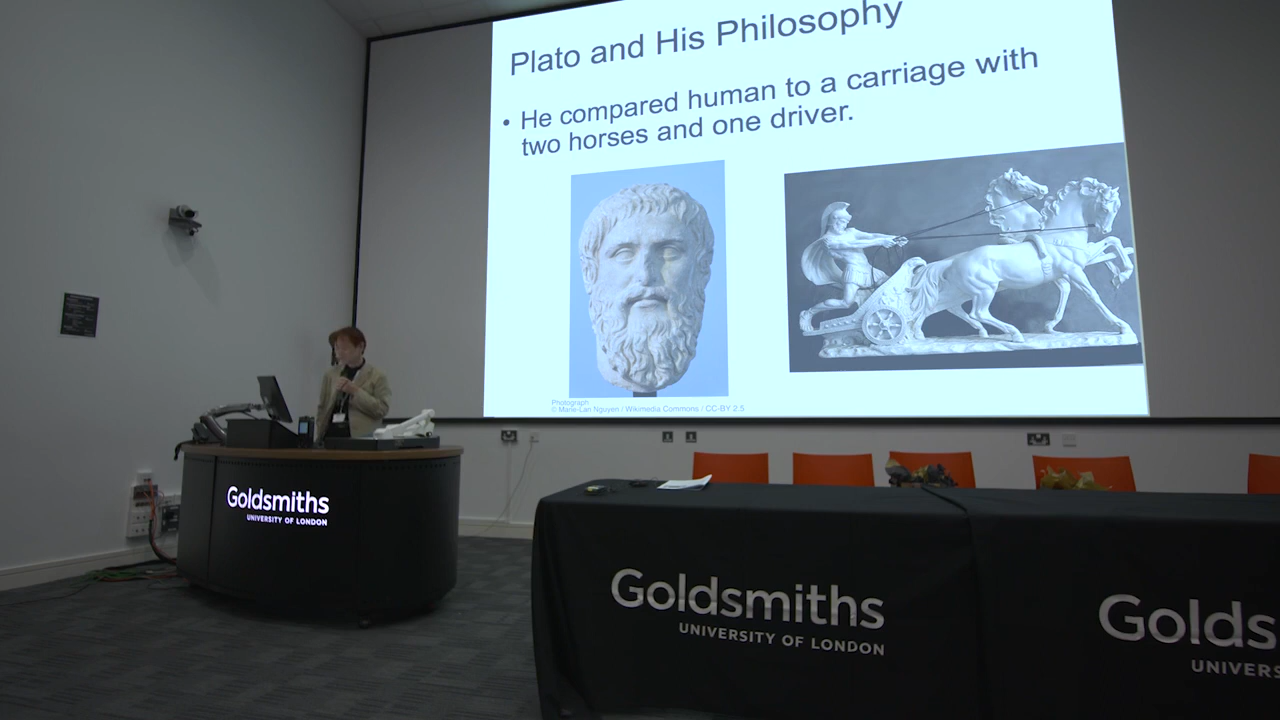 Plato and His Philosophy
• He compared human to a carriage with
two horses and one driver.
Photograph
© Marie-Lan Nguyen / Wikimedia Commons / CC-BY 2.5
Goldsmiths
UNIVERSITY OF LONDON
Goldsmiths
UNIVERSITY OF LONDON
Golds
UNIVERS